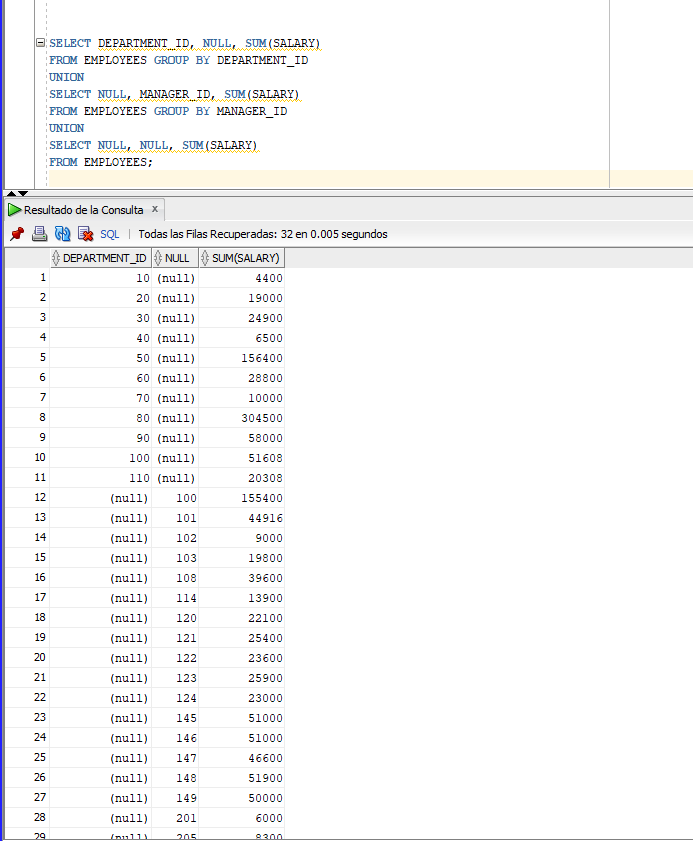 SELECT DEPARTMENT_ID, NULL, SUM(SALARY)
FROM EMPLOYEES GROUP BY DEPARTMENT_ID
UNION
SELECT NULL, MANAGER_ID, SUM(SALARY)
FROM EMPLOYEES GROUP BY MANAGER_ID
UNION
SELECT NULL, NULL, SUM(SALARY)
FROM EMPLOYEES;
Resultado de la Consulta x
SQL | Todas las Filas Recuperadas: 32 en 0.005 segundos
DEPARTMENT_ID NULL SUM(SALARY)
1 10 (null) 4400
2 20 (null) 19000
3 30 (null) 24900
4 40 (null) 6500
5 50 (null) 156400
6 60 (null) 28800
7 70 (null) 10000
8 80 (null) 304500
9 90 (null) 58000
10 100 (null) 51608
11 110 (null) 20308
12 (null) 100 155400
13 (null) 101 44916
14 (null) 102 9000
15 (null) 103 19800
16 (null) 108 39600
17 (null) 114 13900
18 (null) 120 22100
19 (null) 121 25400
20 (null) 122 23600
21 (null) 123 25900
22 (null) 124 23000
23 (null) 145 51000
24 (null) 146 51000
25 (null) 147 46600
26 (null) 148 51900
27 (null) 149 50000
28 (null) 201 6000
29 (null) 205 8300